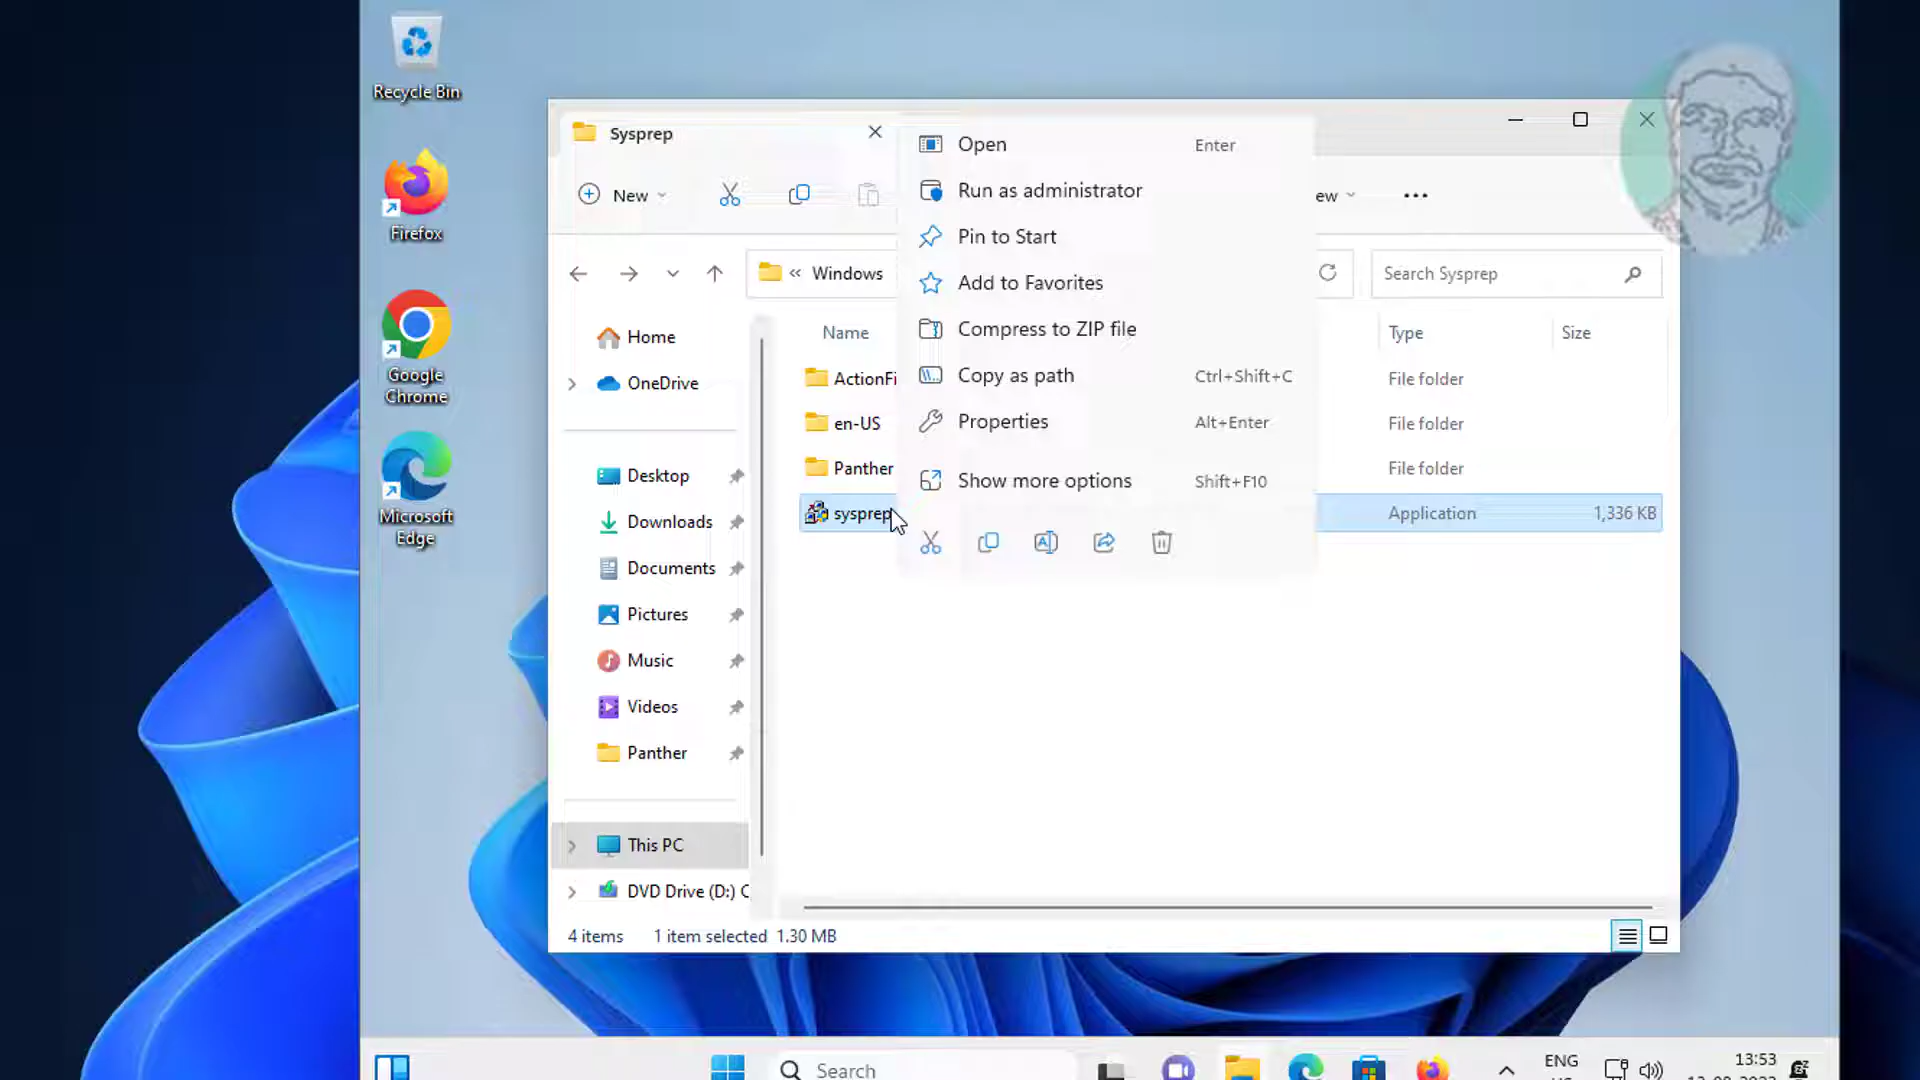 Recycle Bin
Firefox
Google
Chrome
Microsoft
Edge
Sysprep
New
ew
Windows
Search Sysprep
Home
OneDrive
Desktop
Downloads
Documents
Pictures
Music
Videos
Panther
This PC
DVD Drive (D:) C
Name
Type
Size
ActionFi
File folder
en-US
File folder
Panther
File folder
sysprep
Application
1,336 KB
Open Enter
Run as administrator
Pin to Start
Add to Favorites
Compress to ZIP file
Copy as path Ctrl+Shift+C
Properties Alt+Enter
Show more options Shift+F10
4 items 1 item selected 1.30 MB
Search
ENG
13:53